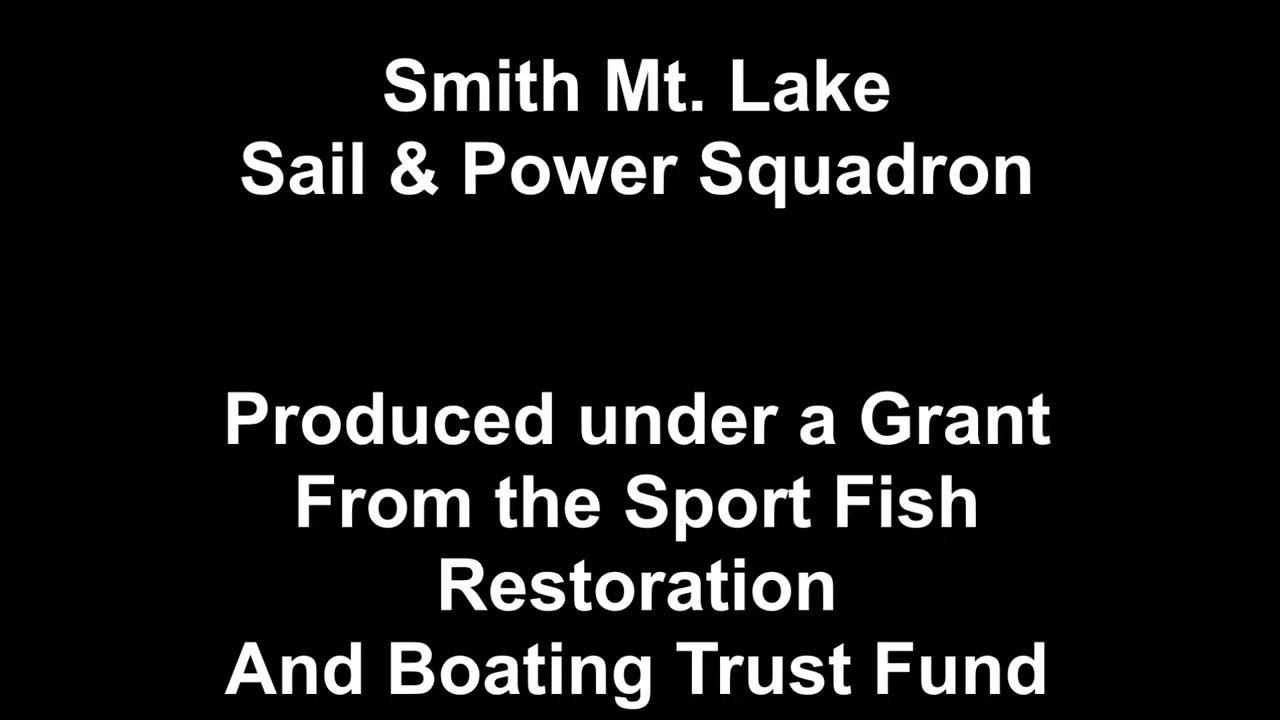 Smith Mt. Lake
Sail & Power Squadron
Produced under a Grant
From the Sport Fish
Restoration
And Boating Trust Fund